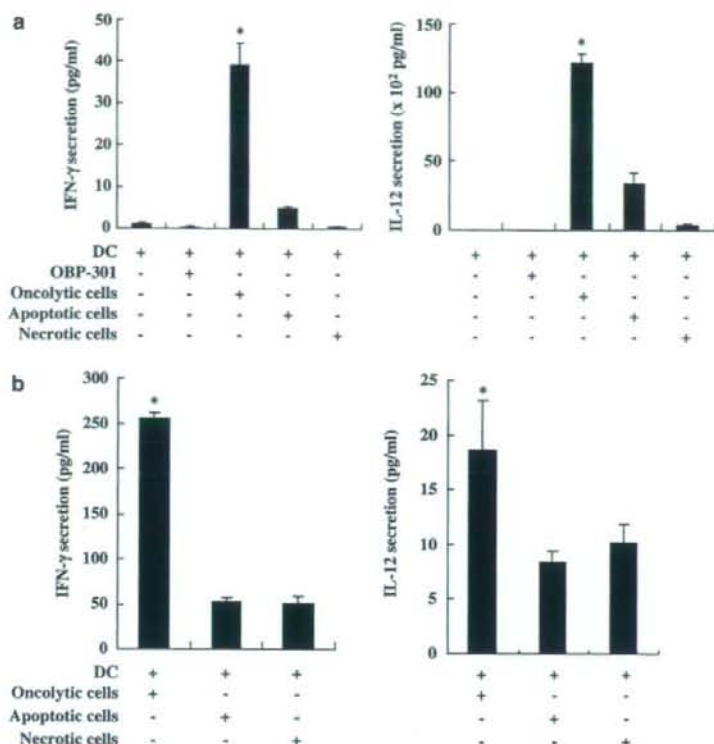 a
IFN-γ secretion (pg/ml)
50
40
30
20
10
0
*
DC + + + + +
OBP-301 - + - - -
Oncolytic cells - - + - -
Apoptotic cells - - - + -
Necrotic cells - - - - +
IL-12 secretion (x 10² pg/ml)
150
100
50
0
*
+ + + + +
- + - - -
- - + - -
- - - + -
- - - - +
b
IFN-γ secretion (pg/ml)
300
250
200
150
100
50
0
*
DC + + +
Oncolytic cells + - -
Apoptotic cells - + -
Necrotic cells - - +
IL-12 secretion (pg/ml)
25
20
15
10
5
0
*
+ + +
+ - -
- + -
- - +